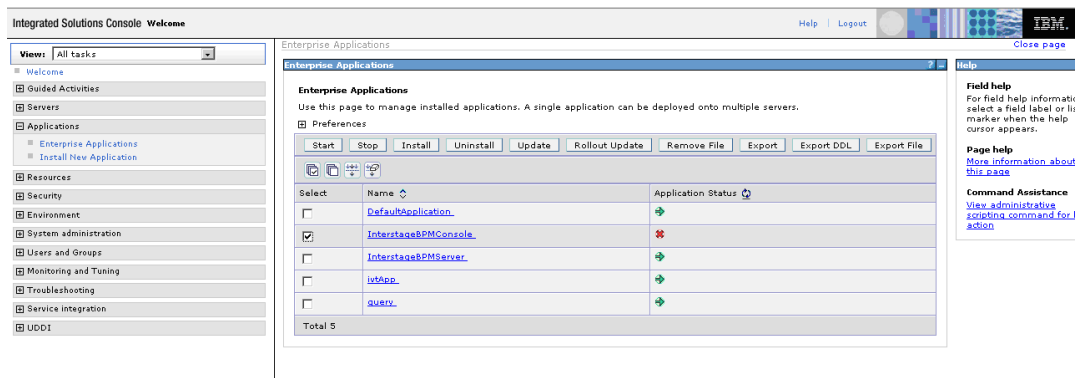 Integrated Solutions Console Welcome
Help | Logout
IBM.
View: All tasks
Welcome
Guided Activities
Servers
Applications
Enterprise Applications
Install New Application
Resources
Security
Environment
System administration
Users and Groups
Monitoring and Tuning
Troubleshooting
Service integration
UDDI
Enterprise Applications
Close page
Enterprise Applications ? -
Enterprise Applications
Use this page to manage installed applications. A single application can be deployed onto multiple servers.
Preferences
Start Stop Install Uninstall Update Rollout Update Remove File Export Export DDL Export File
Select Name Application Status
DefaultApplication
InterstageBPMConsole
InterstageBPMServer
ivtApp
query
Total 5
Help
Field help
For field help
select a field label or
marker when the help
cursor appears.
Page help
More information about
this page
Command Assistance
View administrative
scripting command for
action